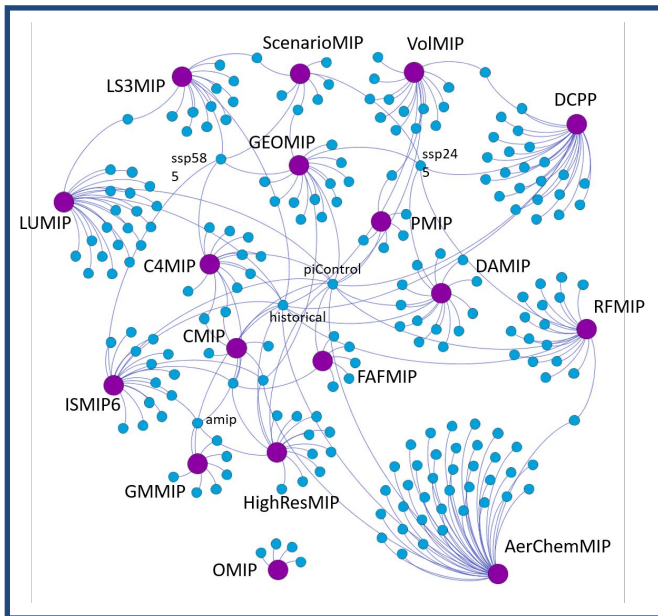 ScenarioMIP
VolMIP
LS3MIP
DCPP
GEOMIP
ssp58
5
ssp24
5
LUMIP
PMIP
C4MIP
piControl
DAMIP
historical
RFMIP
CMIP
FAFMIP
ISMIP6
amip
GMMIP
HighResMIP
AerChemMIP
OMIP